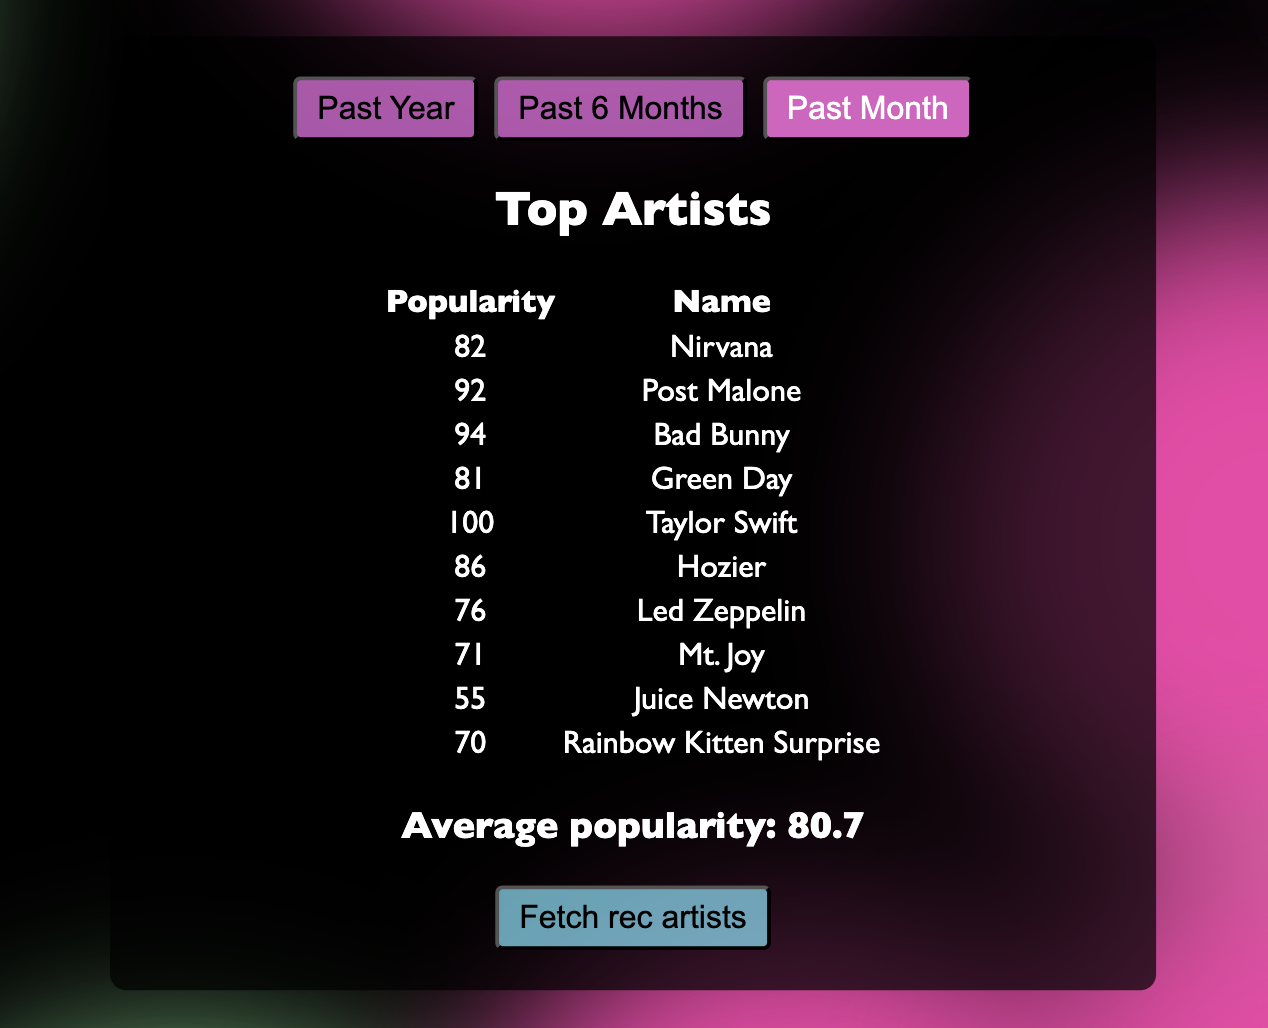 Past Year Past 6 Months Past Month
Top Artists
Popularity Name
82 Nirvana
92 Post Malone
94 Bad Bunny
81 Green Day
100 Taylor Swift
86 Hozier
76 Led Zeppelin
71 Mt. Joy
55 Juice Newton
70 Rainbow Kitten Surprise
Average popularity: 80.7
Fetch rec artists